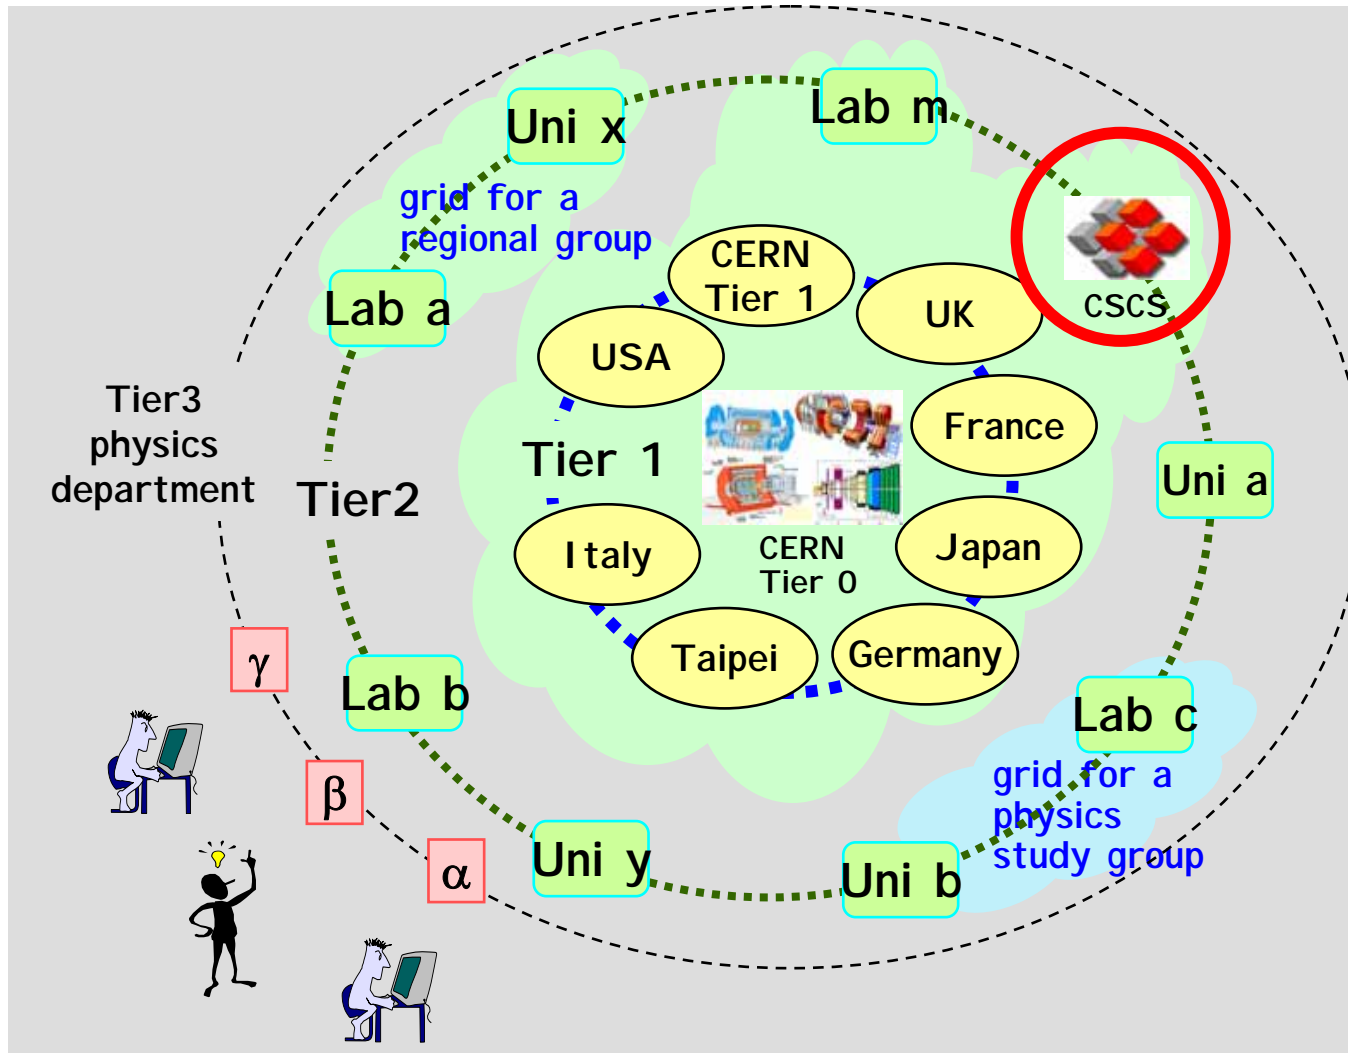 Lab m
Uni x
grid for a
regional group
CERN
Tier 1
CSCS
Lab a
UK
USA
Tier3
physics
department
France
Tier 1
Tier2
Uni a
Italy
CERN
Tier 0
Japan
Taipei
Germany
γ
Lab b
Lab c
grid for a
physics
study group
β
Uni y
α
Uni b